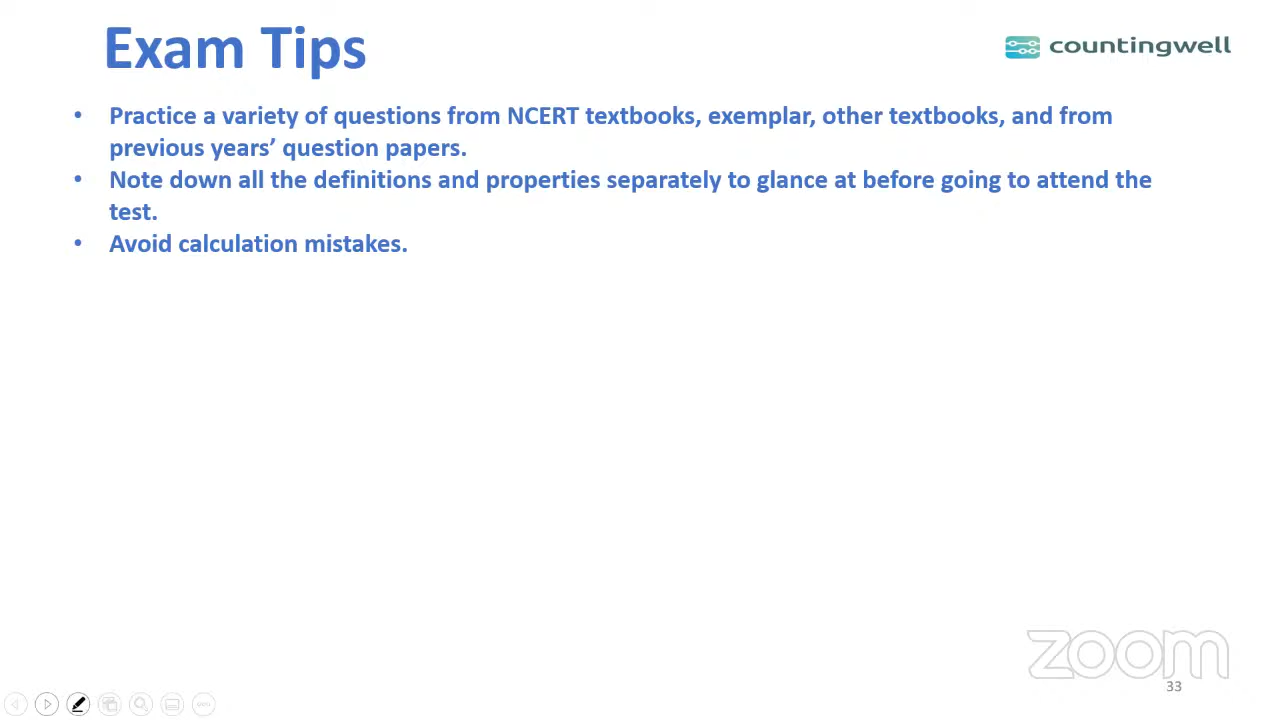 Exam Tips
countingwell
• Practice a variety of questions from NCERT textbooks, exemplar, other textbooks, and from
previous years’ question papers.
• Note down all the definitions and properties separately to glance at before going to attend the
test.
• Avoid calculation mistakes.
zoom
33